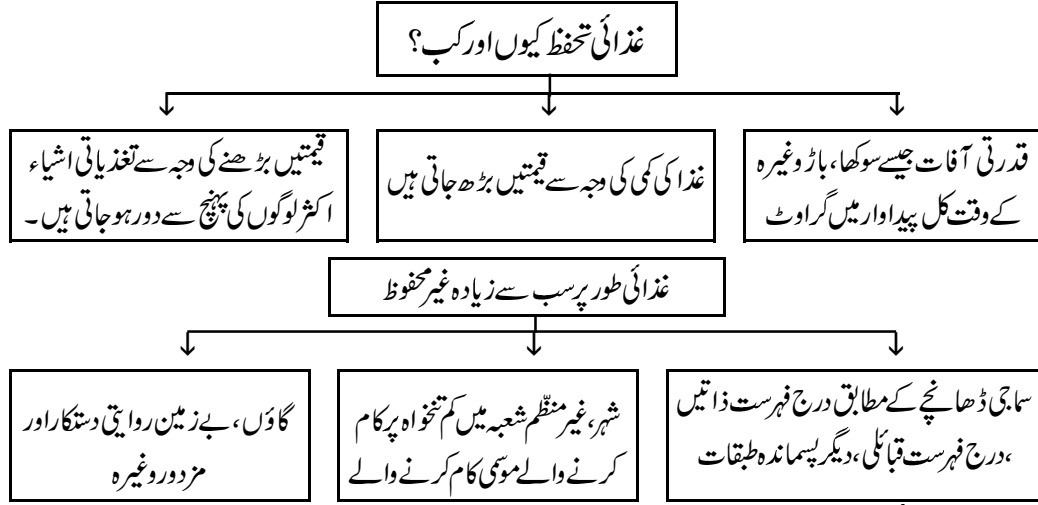 غذائی تحفظ کیوں اور کب؟
قدرتی آفات جیسے سوکھا، باڑ وغیرہ
کے وقت کل پیداوار میں گراوٹ
غذا کی کمی کی وجہ سے قیمتیں بڑھ جاتی ہیں
قیمتیں بڑھنے کی وجہ سے تغذیاتی اشیاء
اکثر لوگوں کی پہنچ سے دور ہو جاتی ہیں۔
غذائی طور پر سب سے زیادہ غیر محفوظ
سماجی ڈھانچے کے مطابق درج فہرست ذاتیں
،درج فہرست قبائلی، دیگر پسماندہ طبقات
شہر، غیر منظّم شعبہ میں کم تنخواہ پر کام
کرنے والے موسمی کام کرنے والے
گاؤں، بے زمین روایتی دستکار اور
مزدور وغیرہ